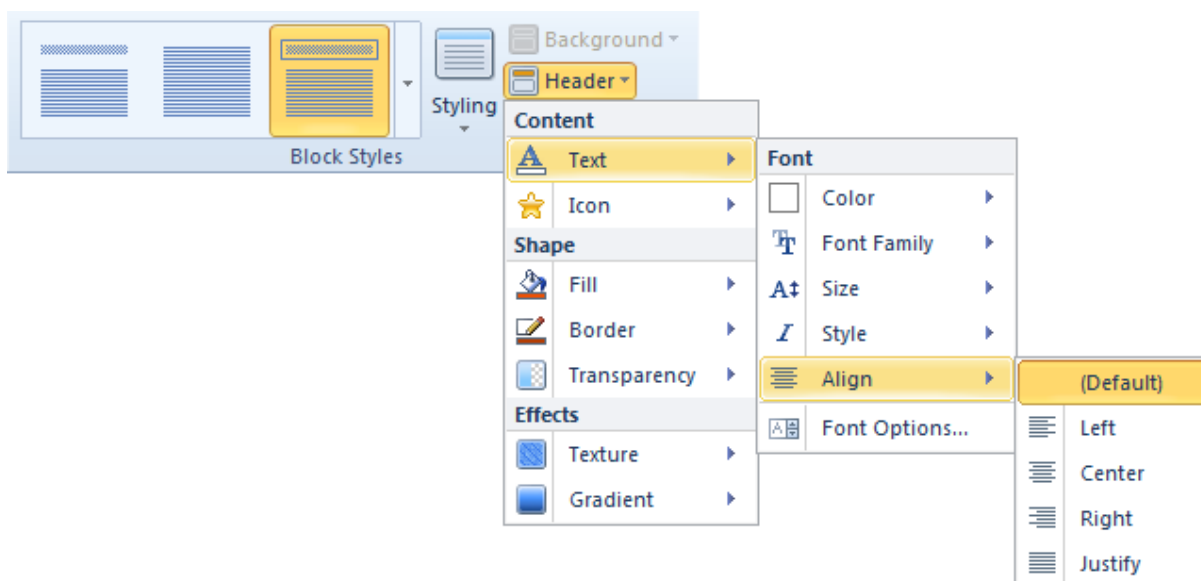 Background
Header
Styling
Block Styles
Content
Text
Icon
Shape
Fill
Border
Transparency
Effects
Texture
Gradient
Font
Color
Font Family
Size
Style
Align
Font Options...
(Default)
Left
Center
Right
Justify